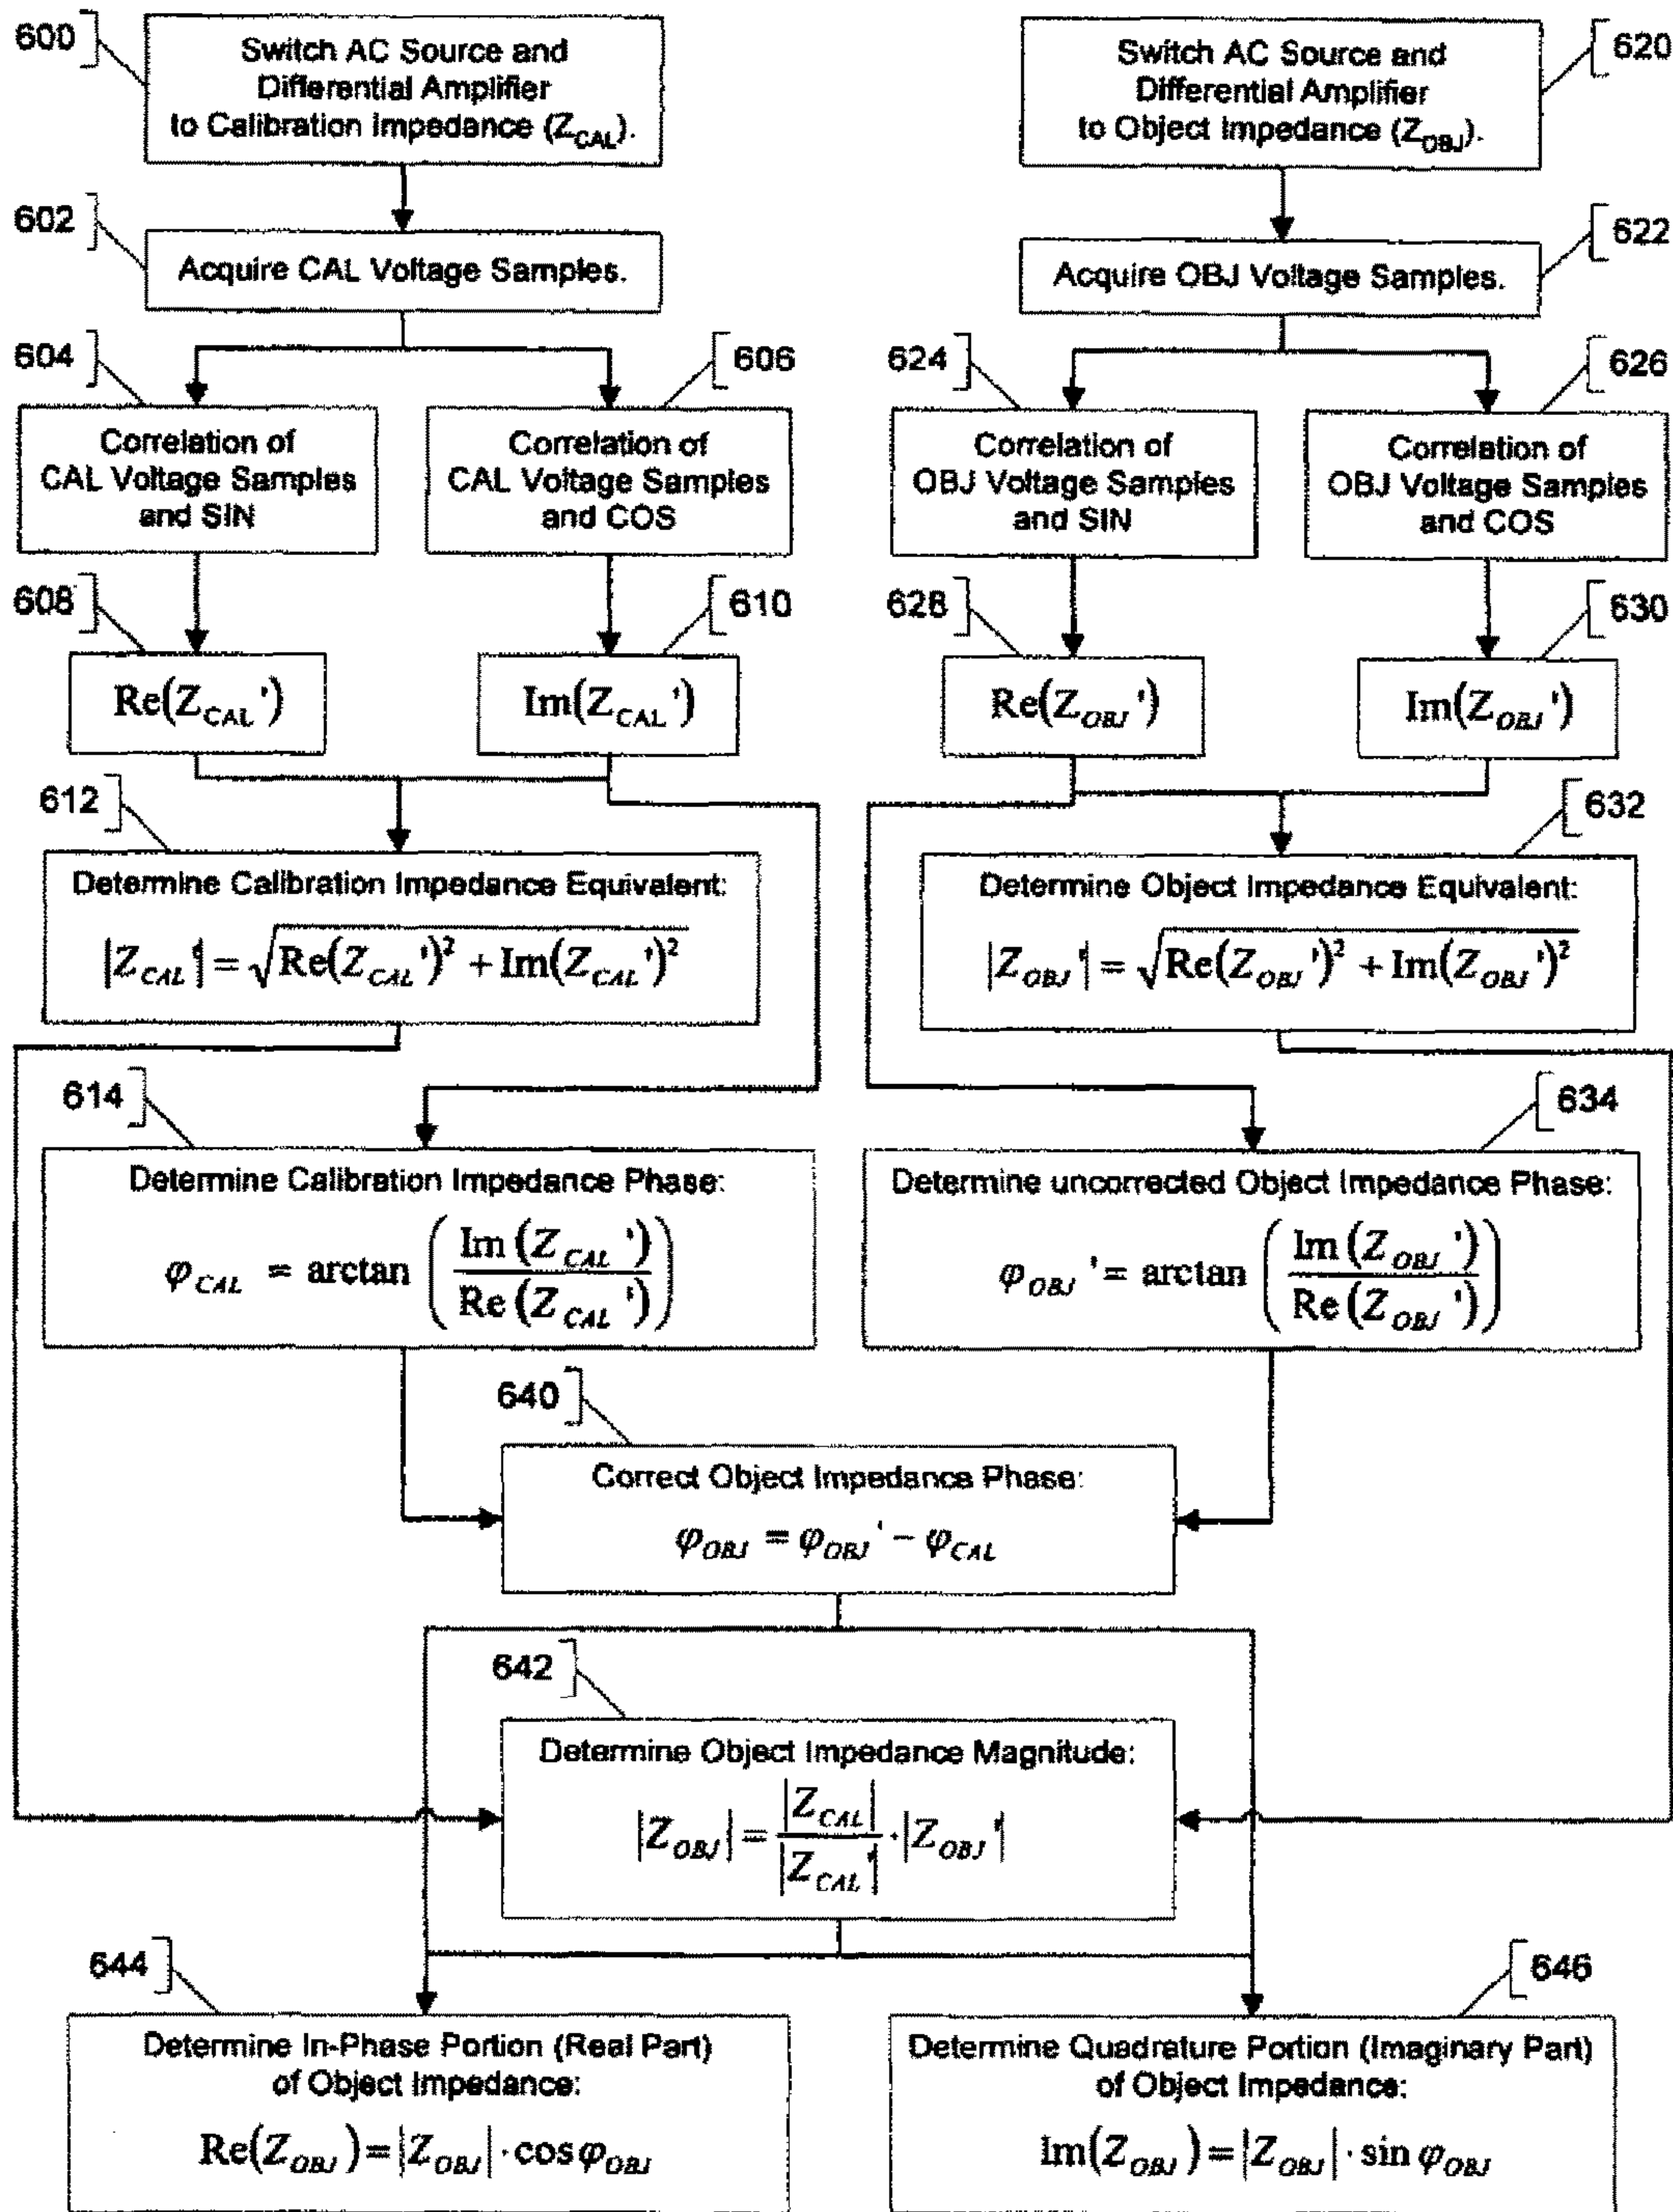 600
Switch AC Source and
Differential Amplifier
to Calibration Impedance (Z_CAL).
620
Switch AC Source and
Differential Amplifier
to Object Impedance (Z_OBJ).
602
Acquire CAL Voltage Samples.
622
Acquire OBJ Voltage Samples.
604
Correlation of
CAL Voltage Samples
and SIN
606
Correlation of
CAL Voltage Samples
and COS
624
Correlation of
OBJ Voltage Samples
and SIN
626
Correlation of
OBJ Voltage Samples
and COS
608
Re(Z_CAL')
610
Im(Z_CAL')
628
Re(Z_OBJ')
630
Im(Z_OBJ')
612
Determine Calibration Impedance Equivalent:
|Z_CAL'| = √(Re(Z_CAL')² + Im(Z_CAL')²)
632
Determine Object Impedance Equivalent:
|Z_OBJ'| = √(Re(Z_OBJ')² + Im(Z_OBJ')²)
614
Determine Calibration Impedance Phase:
φ_CAL = arctan (Im(Z_CAL') / Re(Z_CAL'))
634
Determine uncorrected Object Impedance Phase:
φ_OBJ' = arctan (Im(Z_OBJ') / Re(Z_OBJ'))
640
Correct Object Impedance Phase:
φ_OBJ = φ_OBJ' − φ_CAL
642
Determine Object Impedance Magnitude:
|Z_OBJ| = |Z_CAL| / |Z_CAL'| · |Z_OBJ'|
644
Determine In-Phase Portion (Real Part)
of Object Impedance:
Re(Z_OBJ) = |Z_OBJ| · cos φ_OBJ
646
Determine Quadrature Portion (Imaginary Part)
of Object Impedance:
Im(Z_OBJ) = |Z_OBJ| · sin φ_OBJ